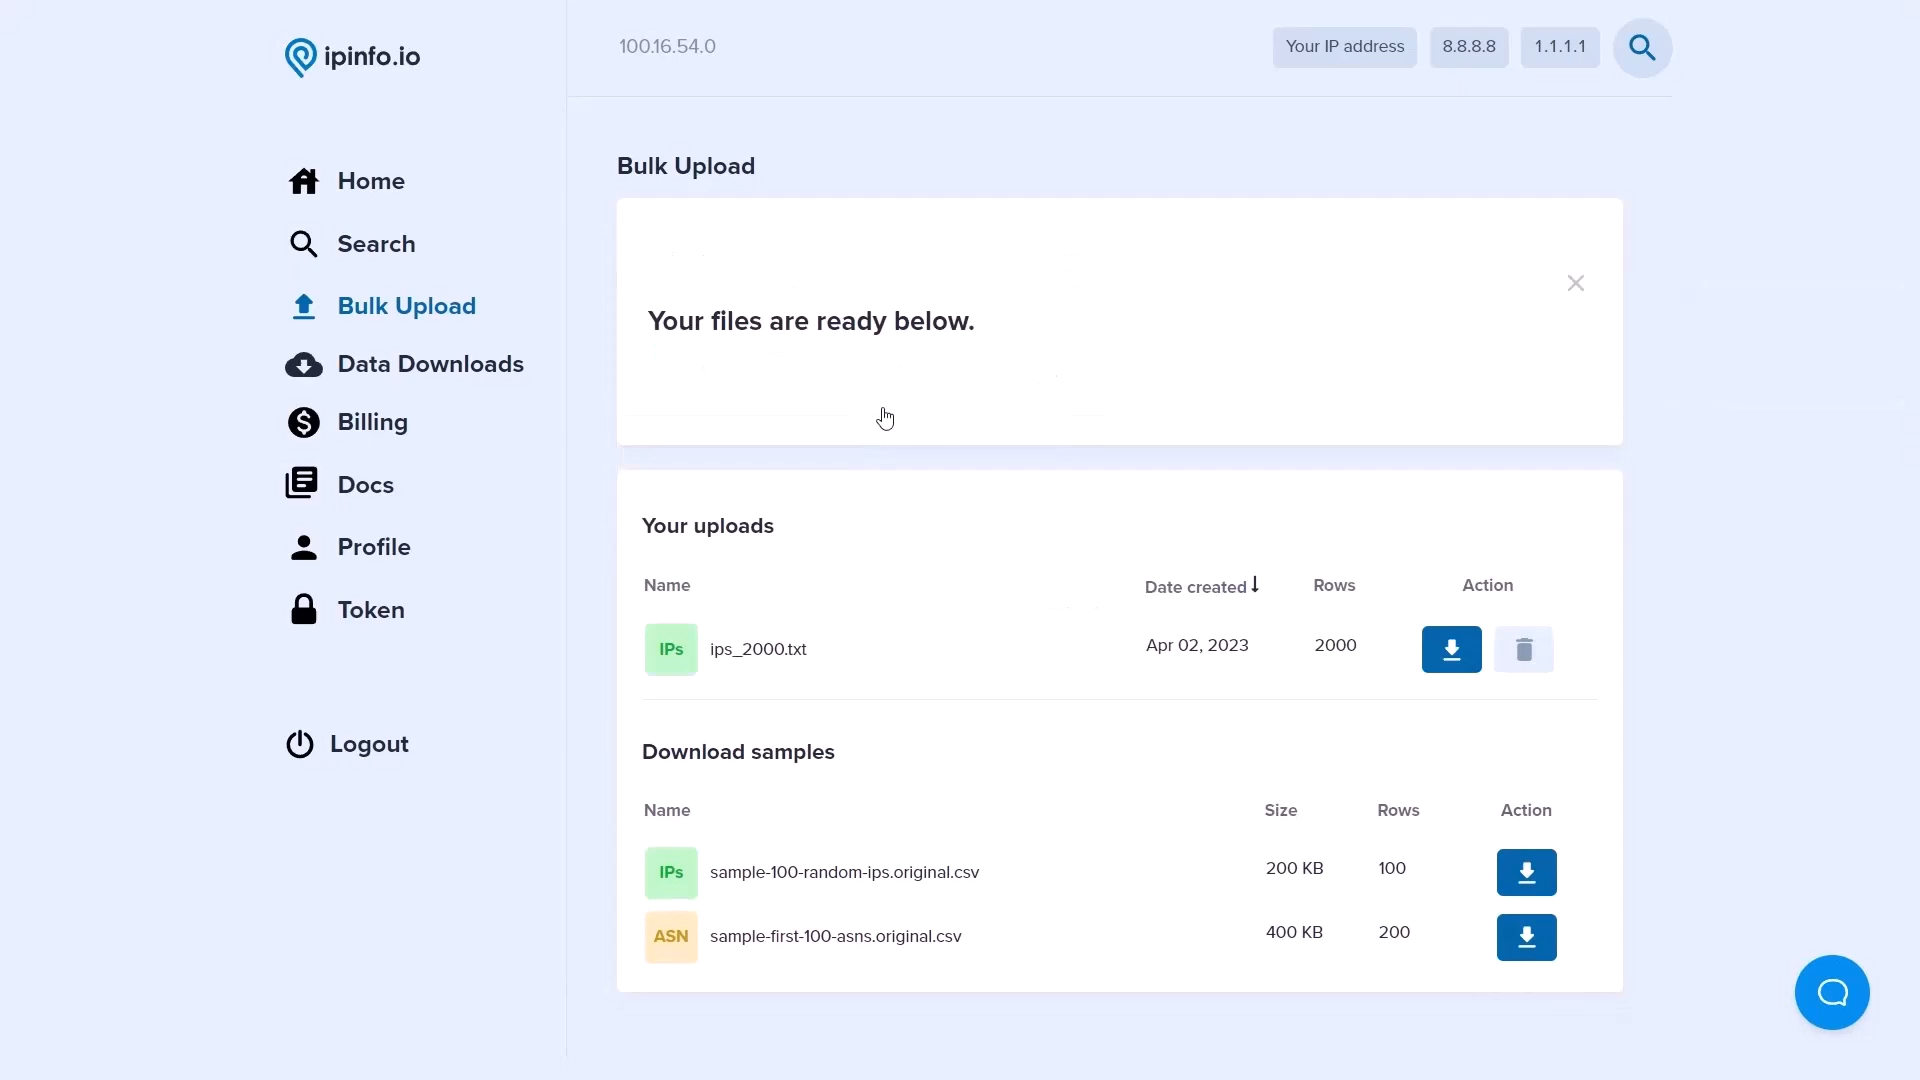 ipinfo.io
100.16.54.0
Your IP address
8.8.8.8
1.1.1.1
Home
Search
Bulk Upload
Data Downloads
Billing
Docs
Profile
Token
Logout
Bulk Upload
Your files are ready below.
Your uploads
Name Date created Rows Action
IPs ips_2000.txt Apr 02, 2023 2000
Download samples
Name Size Rows Action
IPs sample-100-random-ips.original.csv 200 KB 100
ASN sample-first-100-asns.original.csv 400 KB 200